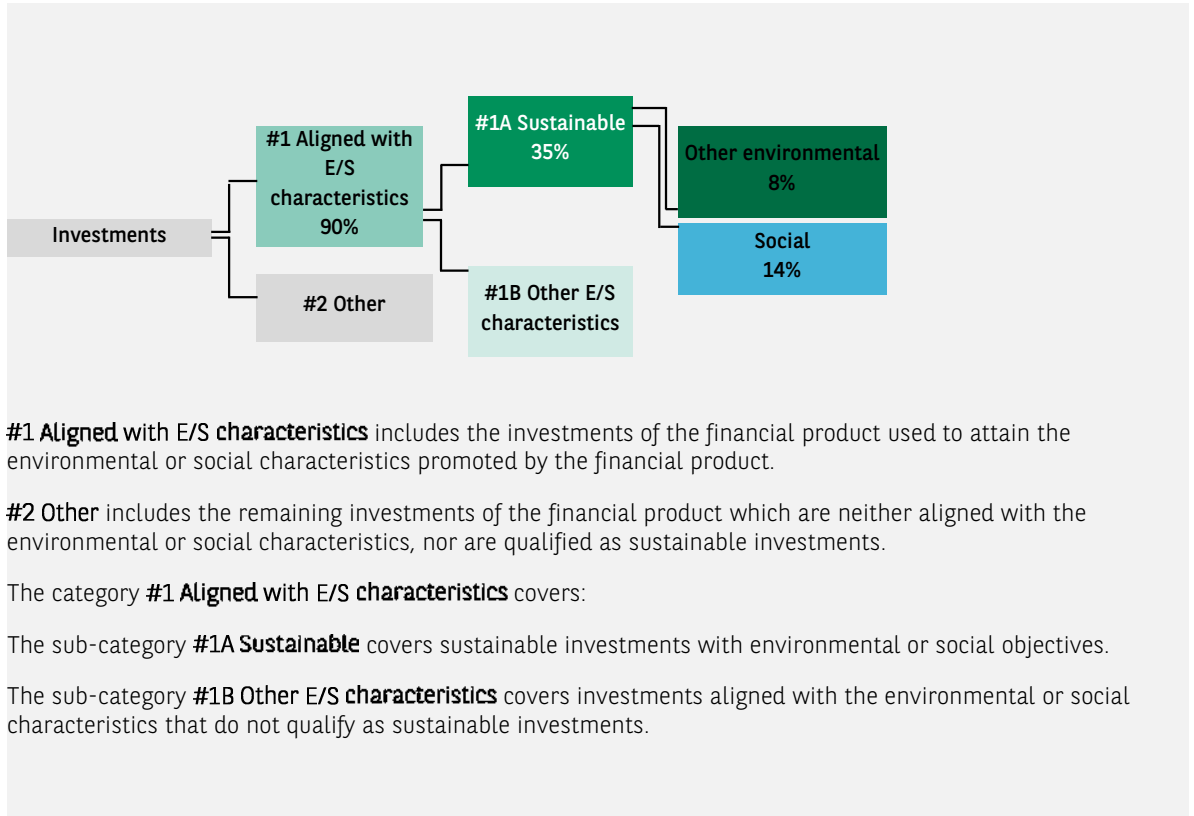 #1A Sustainable
35%
#1 Aligned with
E/S
characteristics
90%
Other environmental
8%
Investments
Social
14%
#2 Other
#1B Other E/S
characteristics
#1 Aligned with E/S characteristics includes the investments of the financial product used to attain the
environmental or social characteristics promoted by the financial product.
#2 Other includes the remaining investments of the financial product which are neither aligned with the
environmental or social characteristics, nor are qualified as sustainable investments.
The category #1 Aligned with E/S characteristics covers:
The sub-category #1A Sustainable covers sustainable investments with environmental or social objectives.
The sub-category #1B Other E/S characteristics covers investments aligned with the environmental or social
characteristics that do not qualify as sustainable investments.